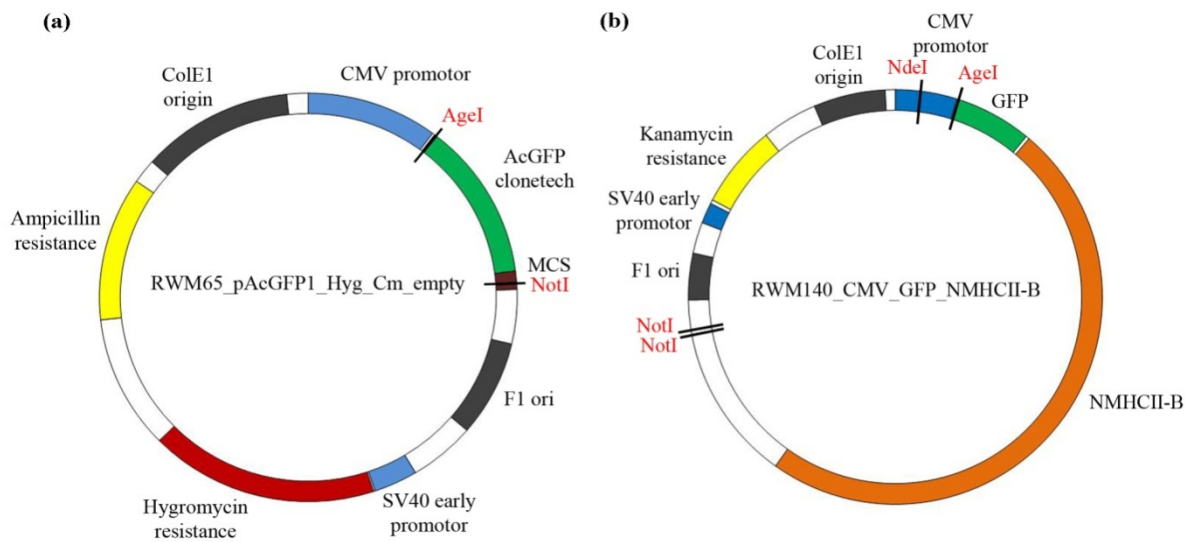 (a)
ColE1
origin
CMV promotor
AgeI
AcGFP
clonetech
Ampicillin
resistance
MCS
NotI
RWM65_pAcGFP1_Hyg_Cm_empty
F1 ori
Hygromycin
resistance
SV40 early
promotor
(b)
CMV
promotor
ColE1
origin
NdeI
AgeI
GFP
Kanamycin
resistance
SV40 early
promotor
F1 ori
RWM140_CMV_GFP_NMHCII-B
NotI
NotI
NMHCII-B